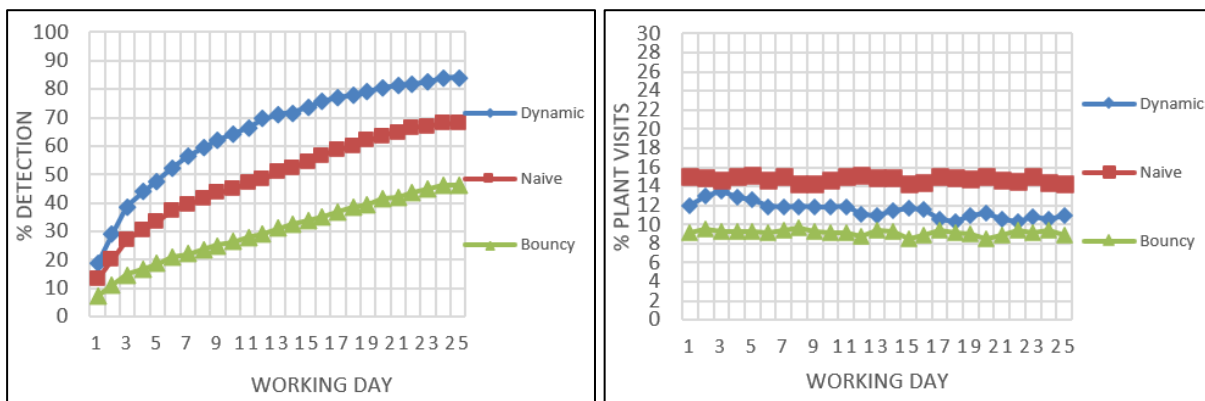 100
90
80
70
60
50
40
30
20
10
0
% DETECTION
1 3 5 7 9 11 13 15 17 19 21 23 25
WORKING DAY
Dynamic
Naive
Bouncy
30
28
26
24
22
20
18
16
14
12
10
8
6
4
2
0
% PLANT VISITS
1 3 5 7 9 11 13 15 17 19 21 23 25
WORKING DAY
Dynamic
Naive
Bouncy